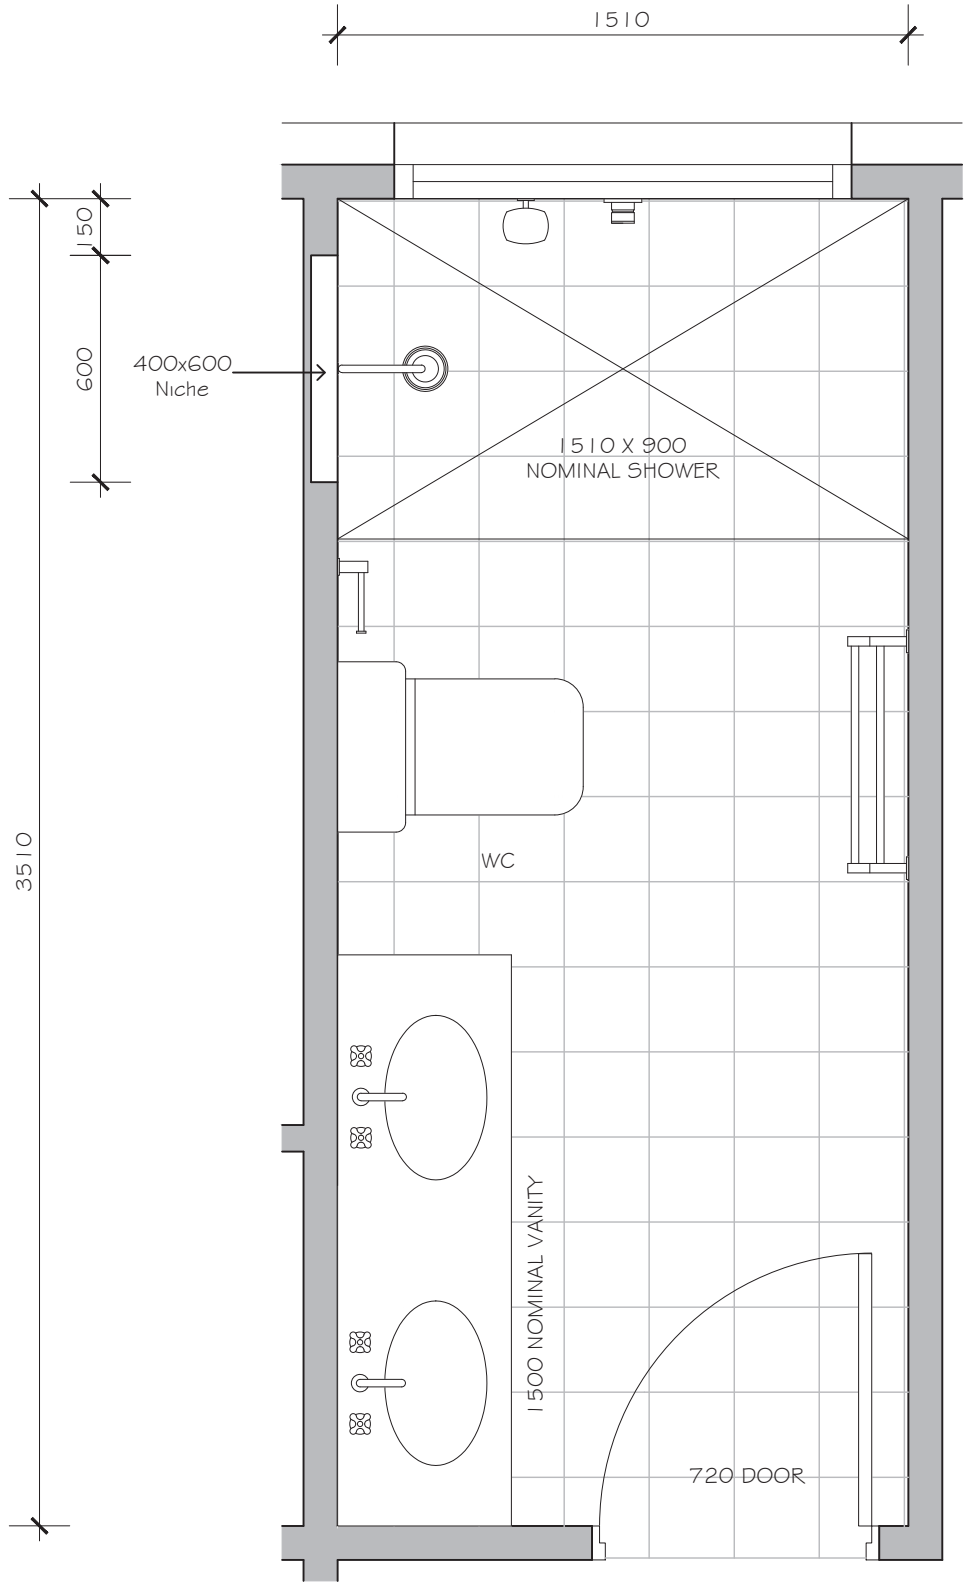 1510
150
600
400x600
Niche
1510 X 900
NOMINAL SHOWER
3510
WC
1500 NOMINAL VANITY
720 DOOR